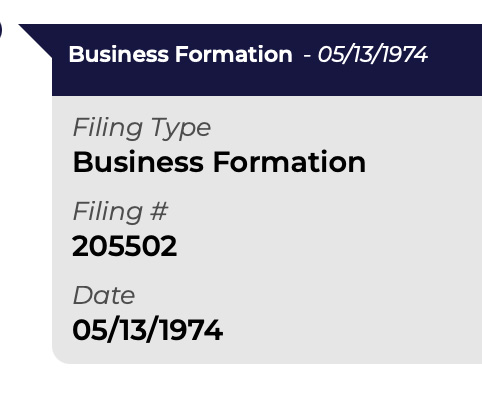 Business Formation - 05/13/1974
Filing Type
Business Formation
Filing #
205502
Date
05/13/1974